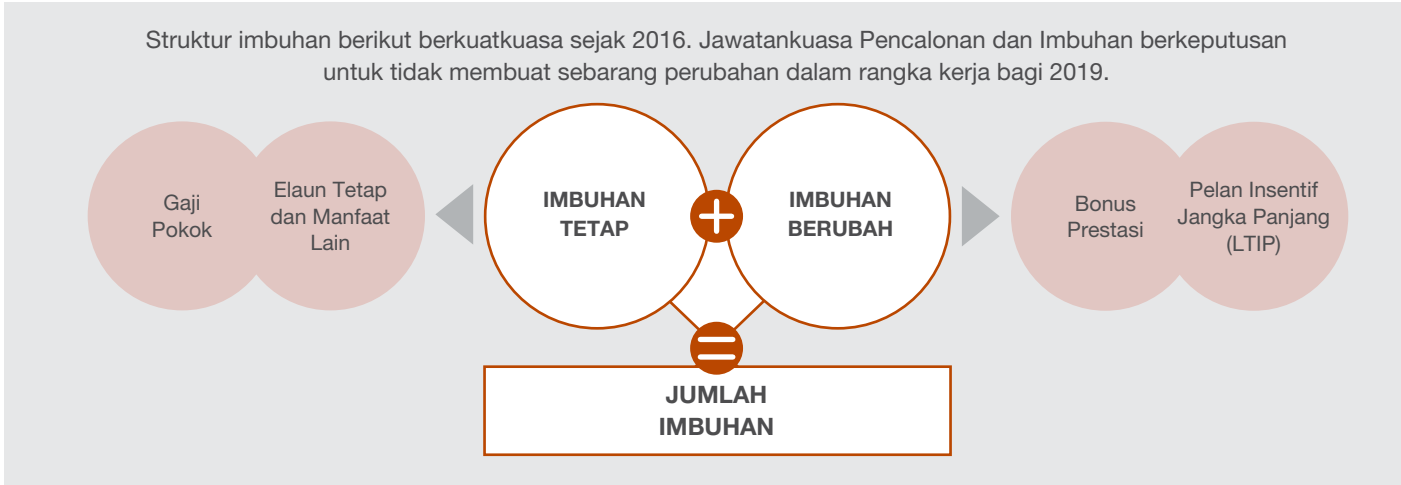 Struktur imbuhan berikut berkuatkuasa sejak 2016. Jawatankuasa Pencalonan dan Imbuhan berkeputusan
untuk tidak membuat sebarang perubahan dalam rangka kerja bagi 2019.
Gaji
Pokok
Elaun Tetap
dan Manfaat
Lain
IMBUHAN
TETAP
+
IMBUHAN
BERUBAH
Bonus
Prestasi
Pelan Insentif
Jangka Panjang
(LTIP)
=
JUMLAH
IMBUHAN